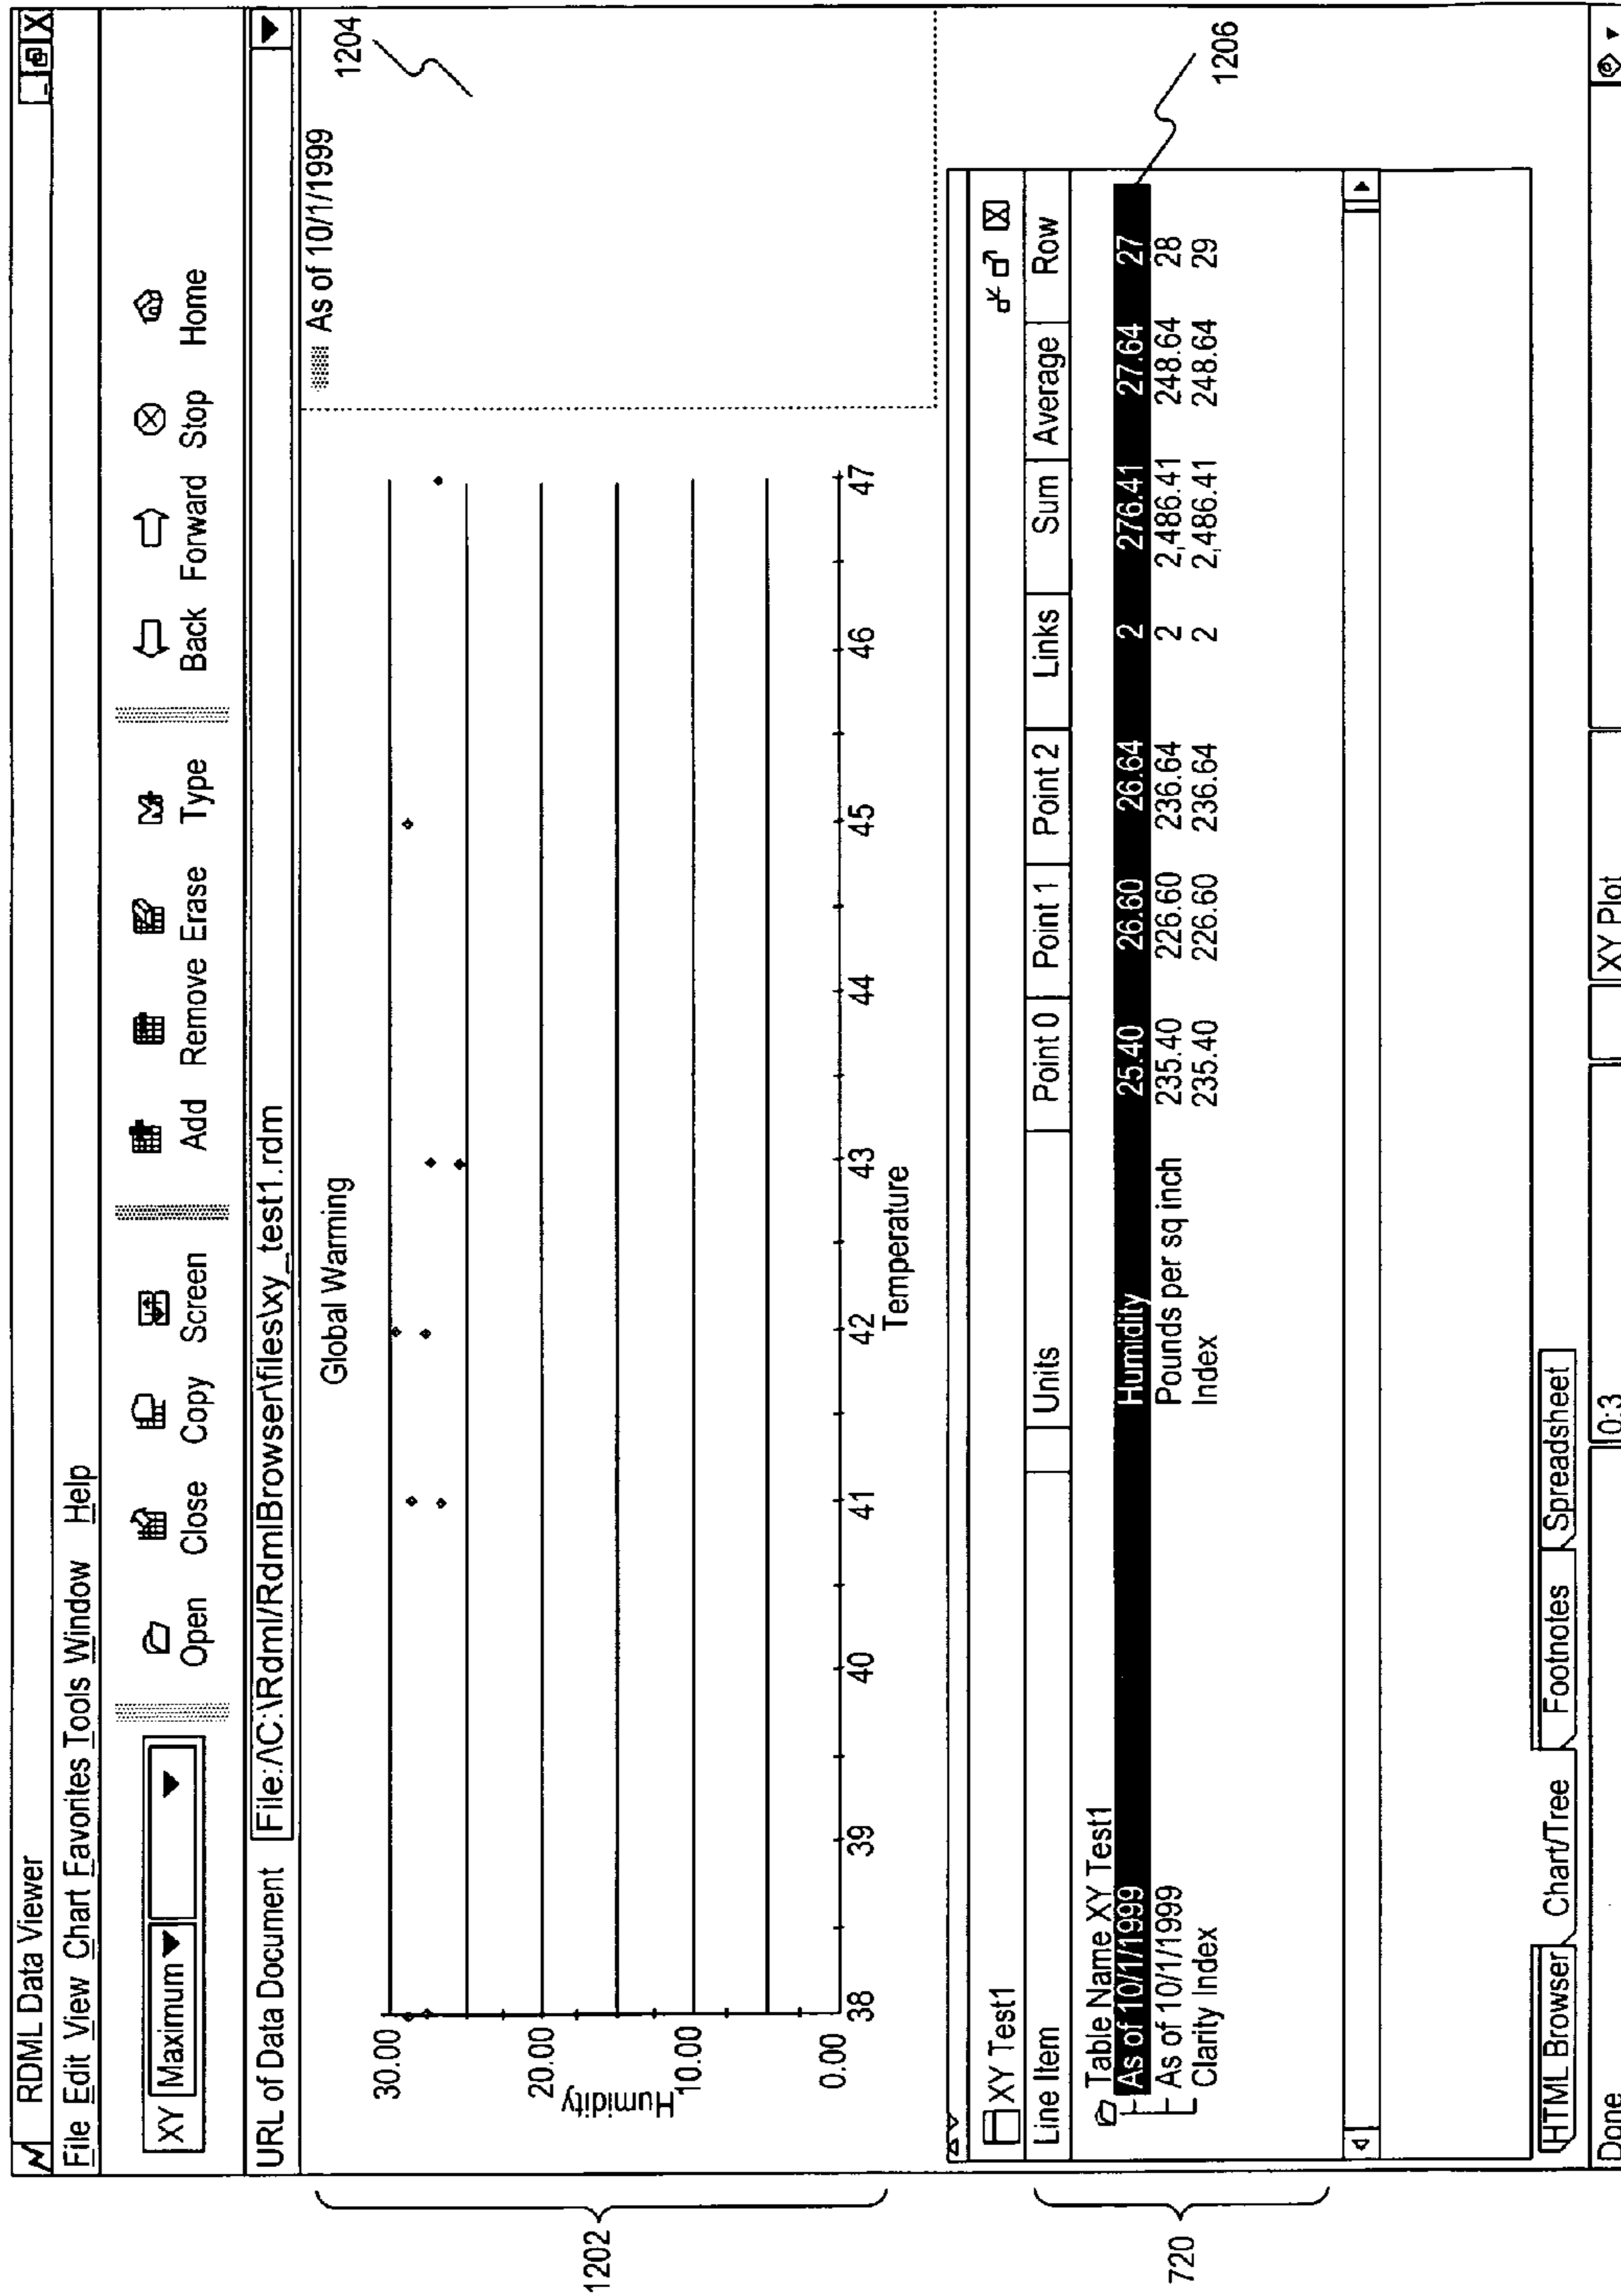 RDML Data Viewer
File Edit View Chart Favorites Tools Window Help
XY Maximum
Open Close Copy Screen Add Remove Erase Type Back Forward Stop Home
URL of Data Document File:/\C:\Rdml/RdmlBrowser\files\xy_test1.rdm
Global Warming
As of 10/1/1999
1204
30.00
20.00
10.00
0.00
Humidity
38 39 40 41 42 43 44 45 46 47
Temperature
1202
XY Test1
Line Item Units Point 0 Point 1 Point 2 Links Sum Average Row
Table Name XY Test1
As of 10/1/1999 Humidity 25.40 26.60 26.64 2 276.41 27.64 27
As of 10/1/1999 Pounds per sq inch 235.40 226.60 236.64 2 2,486.41 248.64 28
Clarity Index Index 235.40 226.60 236.64 2 2,486.41 248.64 29
1206
720
HTML Browser Chart/Tree Footnotes Spreadsheet
Done 0:3 XY Plot